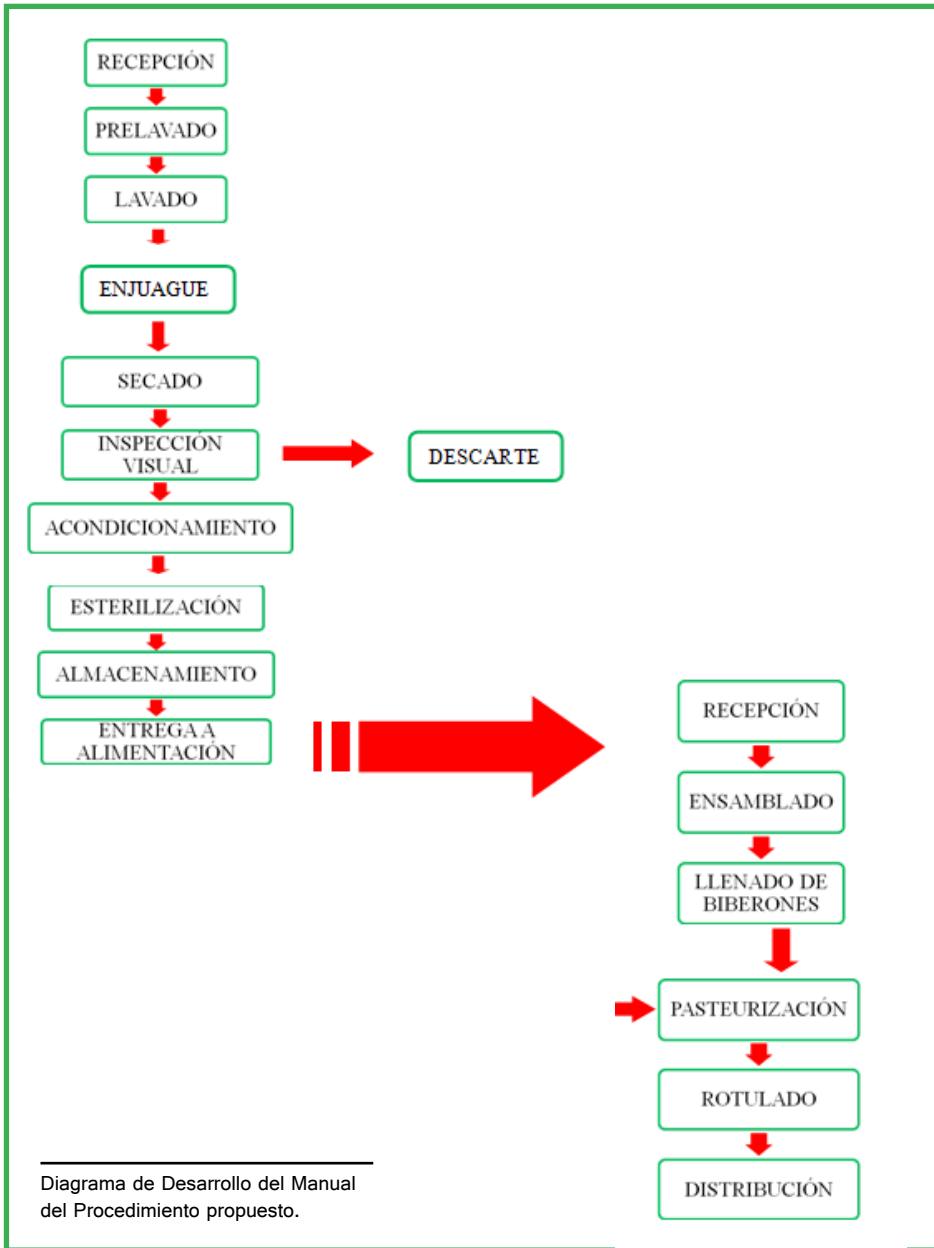 RECEPCIÓN
PRELAVADO
LAVADO
ENJUAGUE
SECADO
INSPECCIÓN
VISUAL
DESCARTE
ACONDICIONAMIENTO
ESTERILIZACIÓN
ALMACENAMIENTO
ENTREGA A
ALIMENTACIÓN
RECEPCIÓN
ENSAMBLADO
LLENADO DE
BIBERONES
PASTEURIZACIÓN
ROTULADO
DISTRIBUCIÓN
Diagrama de Desarrollo del Manual
del Procedimiento propuesto.